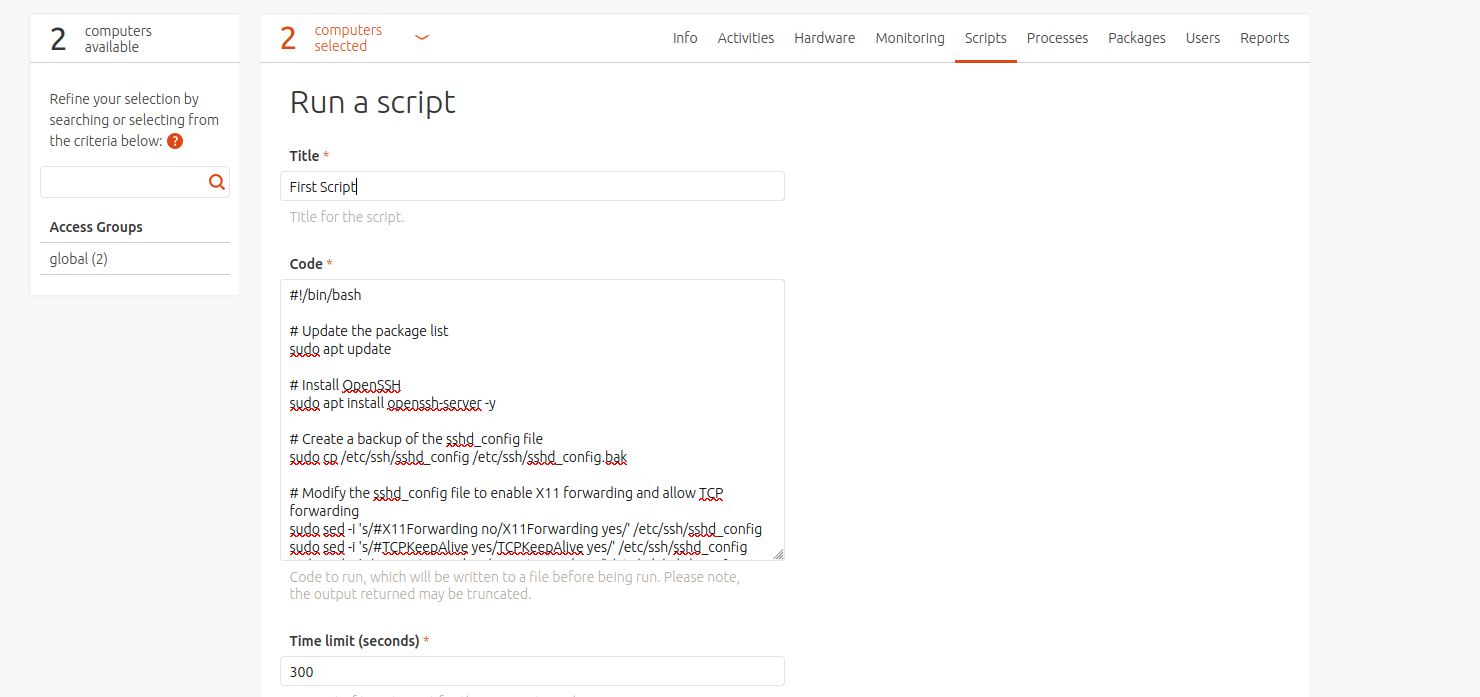 2 computers available
2 computers selected
Info Activities Hardware Monitoring Scripts Processes Packages Users Reports
Refine your selection by
searching or selecting from
the criteria below: ?
Access Groups
global (2)
Run a script
Title *
First Script
Title for the script.
Code *
#!/bin/bash
# Update the package list
sudo apt update
# Install OpenSSH
sudo apt install openssh-server -y
# Create a backup of the sshd_config file
sudo cp /etc/ssh/sshd_config /etc/ssh/sshd_config.bak
# Modify the sshd_config file to enable X11 forwarding and allow TCP
forwarding
sudo sed -i 's/#X11Forwarding no/X11Forwarding yes/' /etc/ssh/sshd_config
sudo sed -i 's/#TCPKeepAlive yes/TCPKeepAlive yes/' /etc/ssh/sshd_config
Code to run, which will be written to a file before being run. Please note,
the output returned may be truncated.
Time limit (seconds) *
300